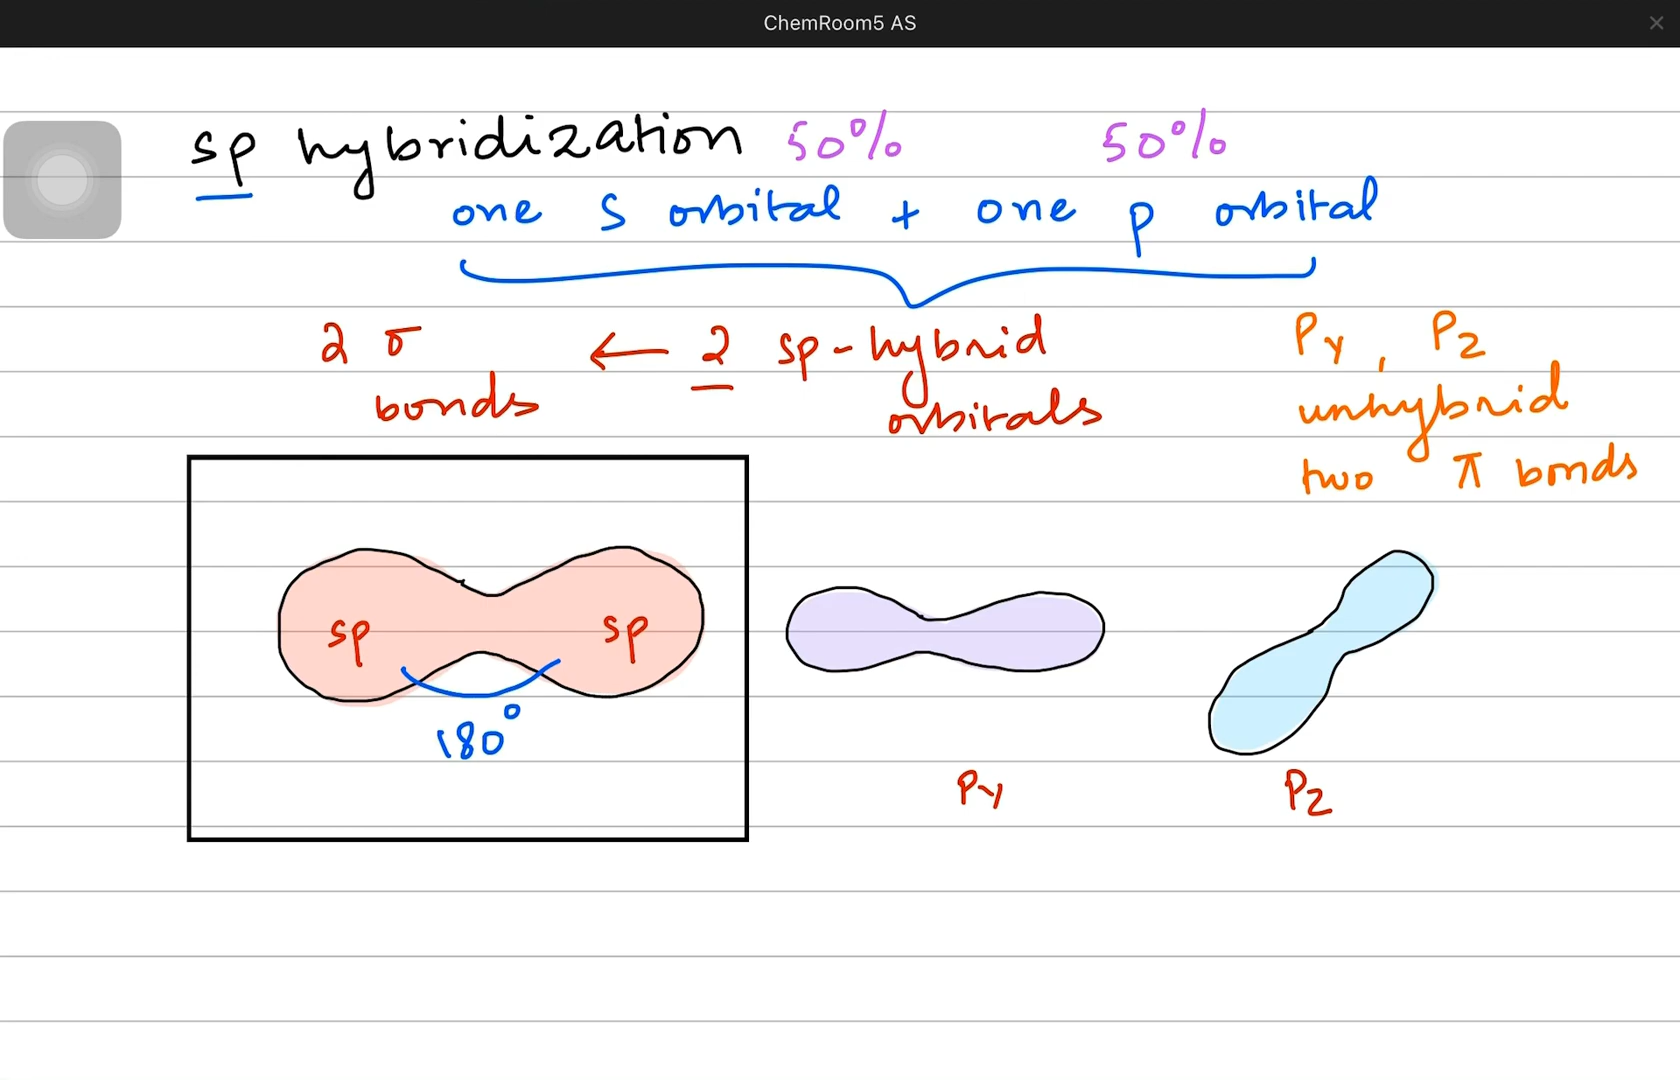 ChemRoom5 AS
sp hybridization 50% 50%
one s orbital + one p orbital
2 σ bonds ← 2 sp-hybrid orbitals
Py, Pz
unhybrid
two π bonds
sp sp
180°
Py Pz